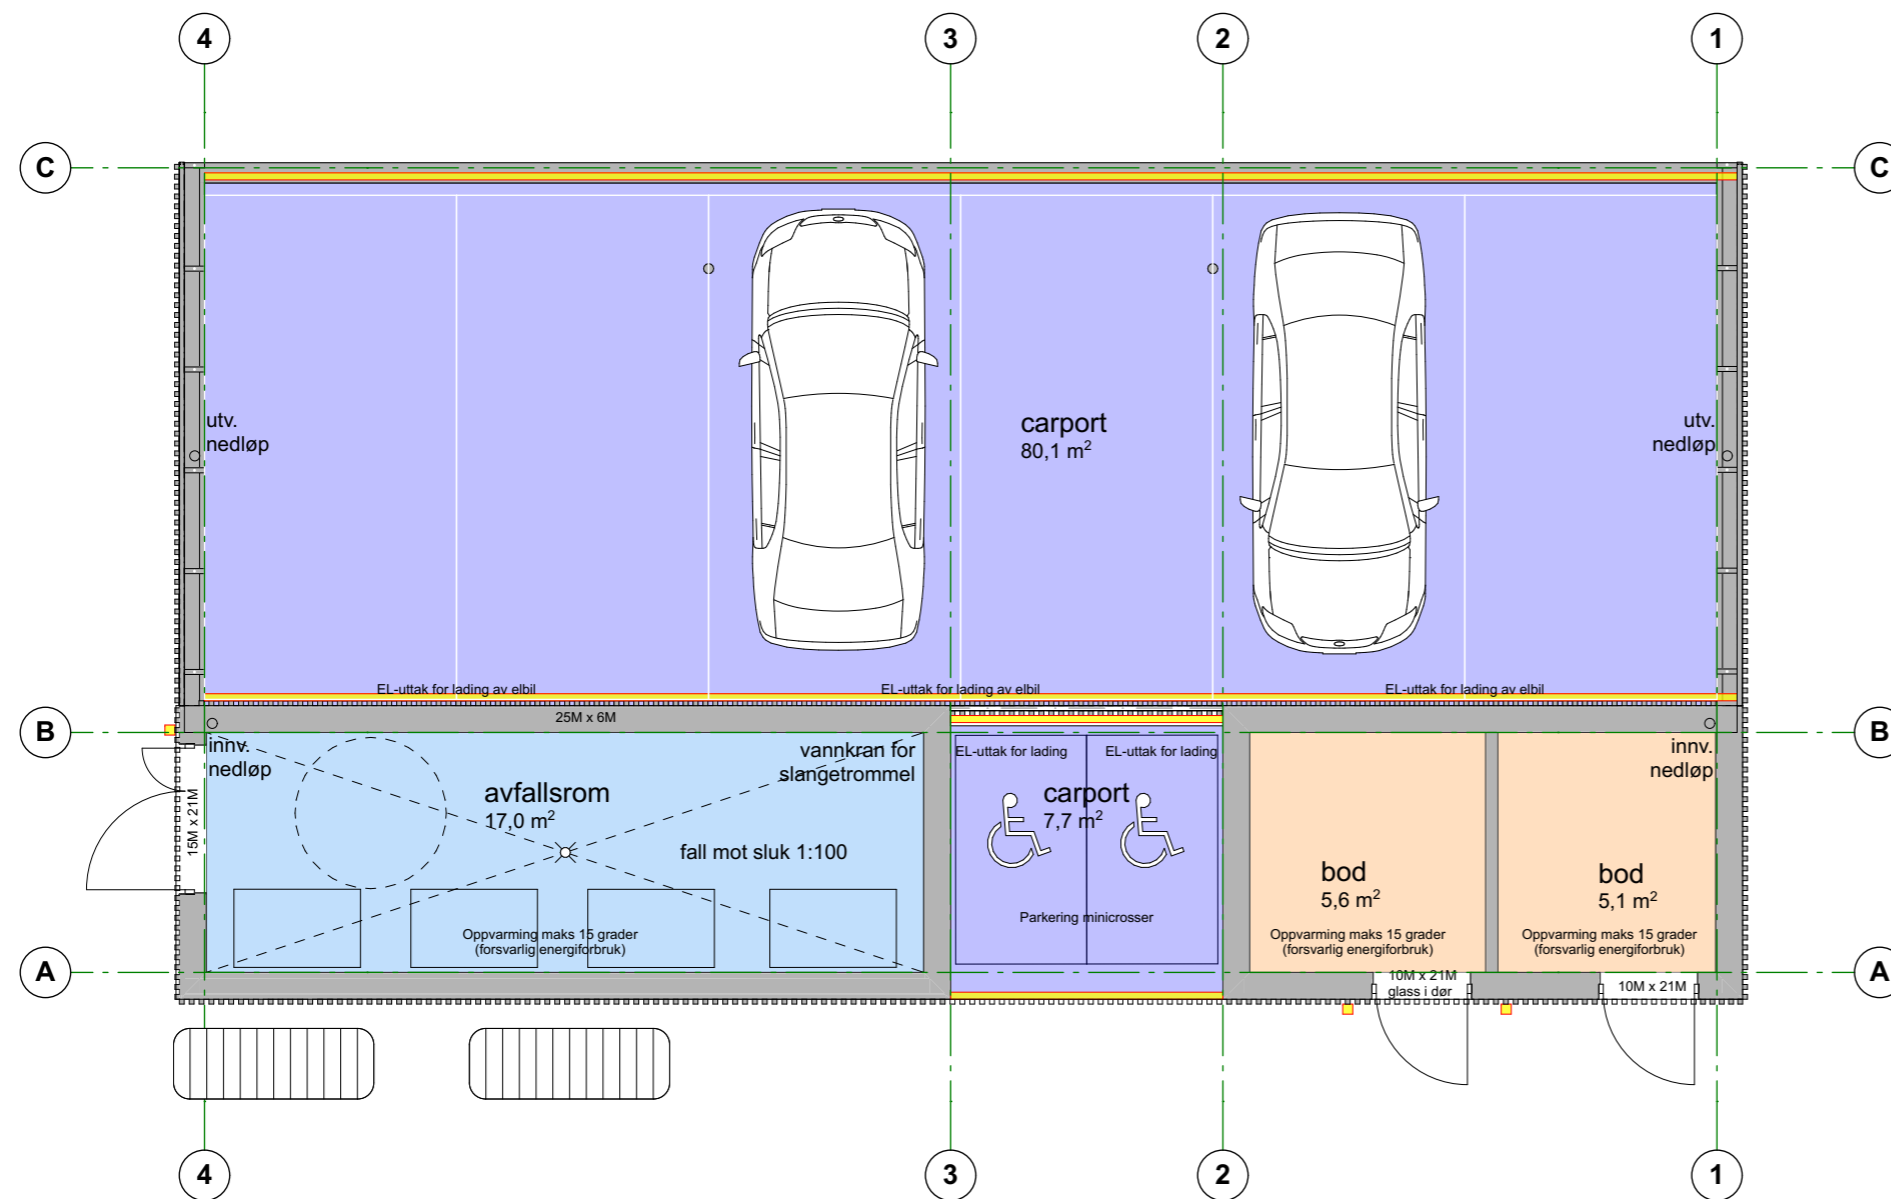 4
3
2
1
C
C
utv.
nedløp
carport
80,1 m²
utv.
nedløp
EL-uttak for lading av elbil
EL-uttak for lading av elbil
EL-uttak for lading av elbil
25M x 6M
B
B
innv.
nedløp
vannkran for
slangetrommel
EL-uttak for lading
EL-uttak for lading
innv.
nedløp
15M x 21M
avfallsrom
17,0 m²
carport
7,7 m²
fall mot sluk 1:100
bod
5,6 m²
bod
5,1 m²
Parkering minicrosser
Oppvarming maks 15 grader
(forsvarlig energiforbruk)
Oppvarming maks 15 grader
(forsvarlig energiforbruk)
Oppvarming maks 15 grader
(forsvarlig energiforbruk)
A
A
10M x 21M
glass i dør
10M x 21M
4
3
2
1